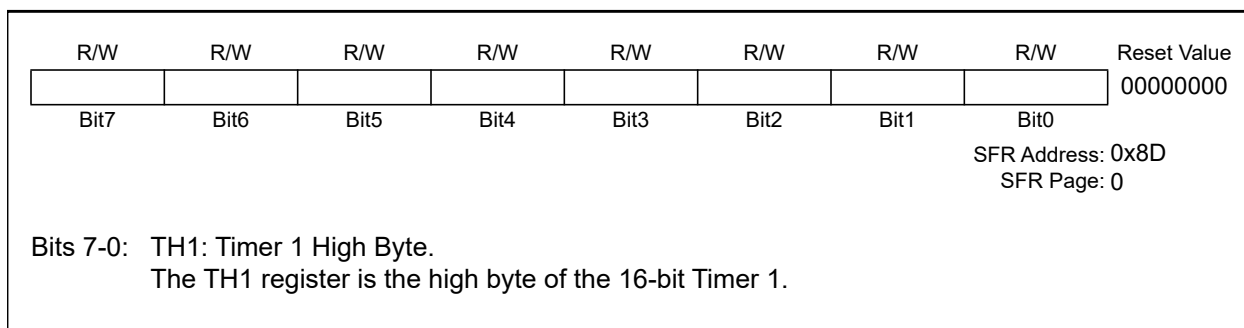 R/W R/W R/W R/W R/W R/W R/W R/W Reset Value
00000000
Bit7 Bit6 Bit5 Bit4 Bit3 Bit2 Bit1 Bit0
SFR Address: 0x8D
SFR Page: 0
Bits 7-0: TH1: Timer 1 High Byte.
The TH1 register is the high byte of the 16-bit Timer 1.